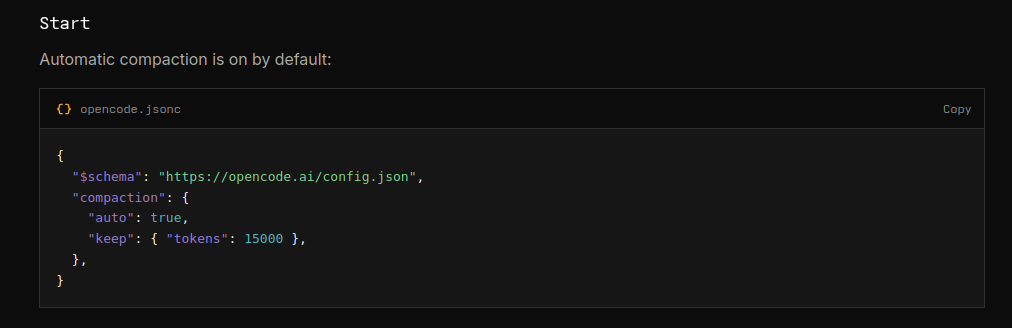 Start
Automatic compaction is on by default:
{} opencode.jsonc Copy
{
  "$schema": "https://opencode.ai/config.json",
  "compaction": {
    "auto": true,
    "keep": { "tokens": 15000 },
  },
}